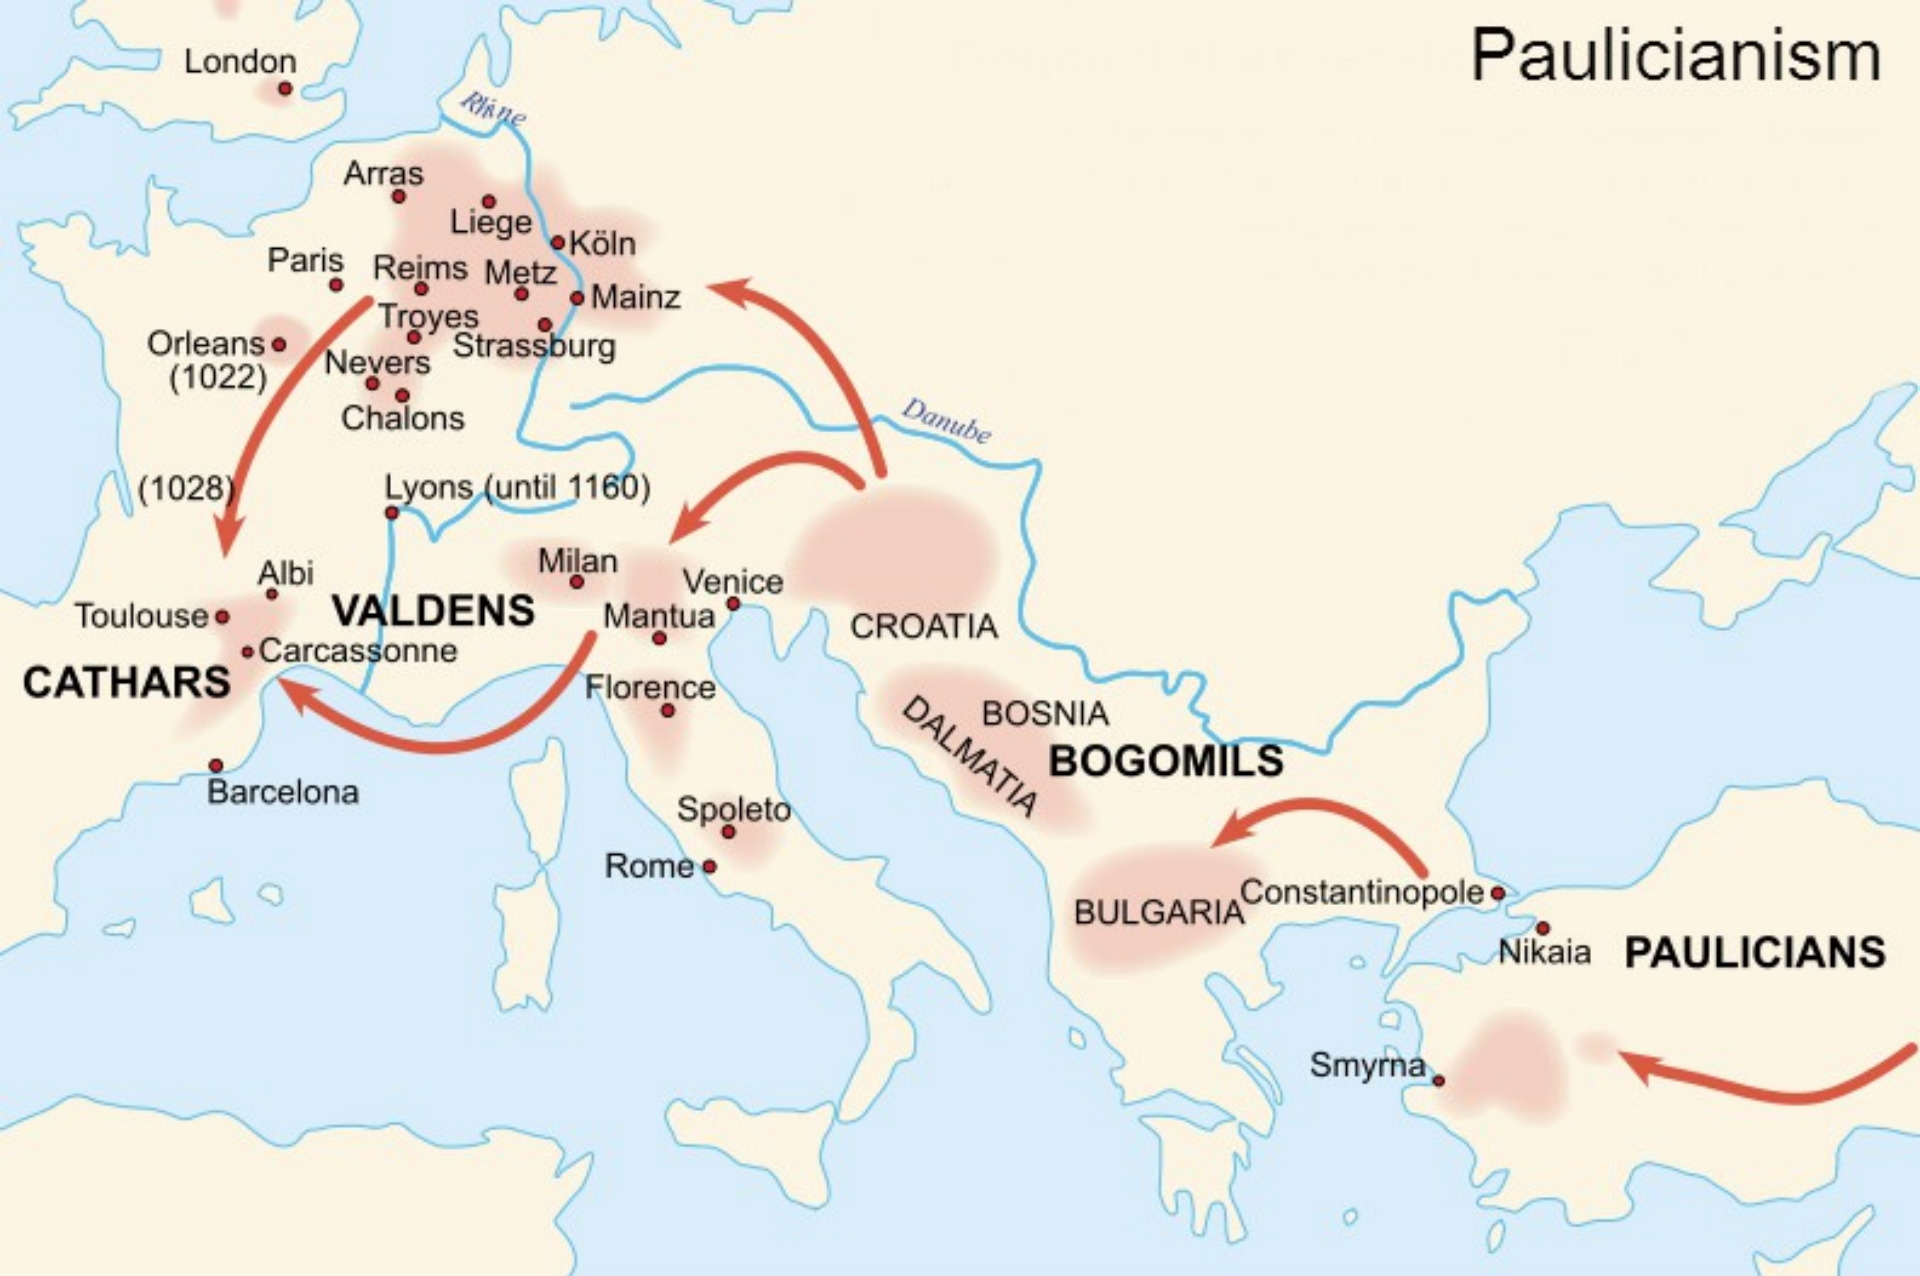 Paulicianism
London
Rhine
Arras
Liege
Köln
Paris
Reims
Metz
Mainz
Troyes
Orleans
(1022)
Strassburg
Nevers
Chalons
Danube
(1028)
Lyons (until 1160)
Milan
Albi
Venice
VALDENS
Toulouse
Mantua
CROATIA
Carcassonne
CATHARS
Florence
BOSNIA
DALMATIA
BOGOMILS
Barcelona
Spoleto
Rome
Constantinopole
BULGARIA
Nikaia
PAULICIANS
Smyrna